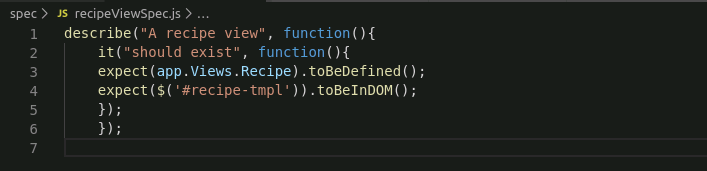 spec > JS recipeViewSpec.js > ...
1 describe("A recipe view", function(){
2 it("should exist", function(){
3 expect(app.Views.Recipe).toBeDefined();
4 expect($('#recipe-tmpl')).toBeInDOM();
5 });
6 });
7